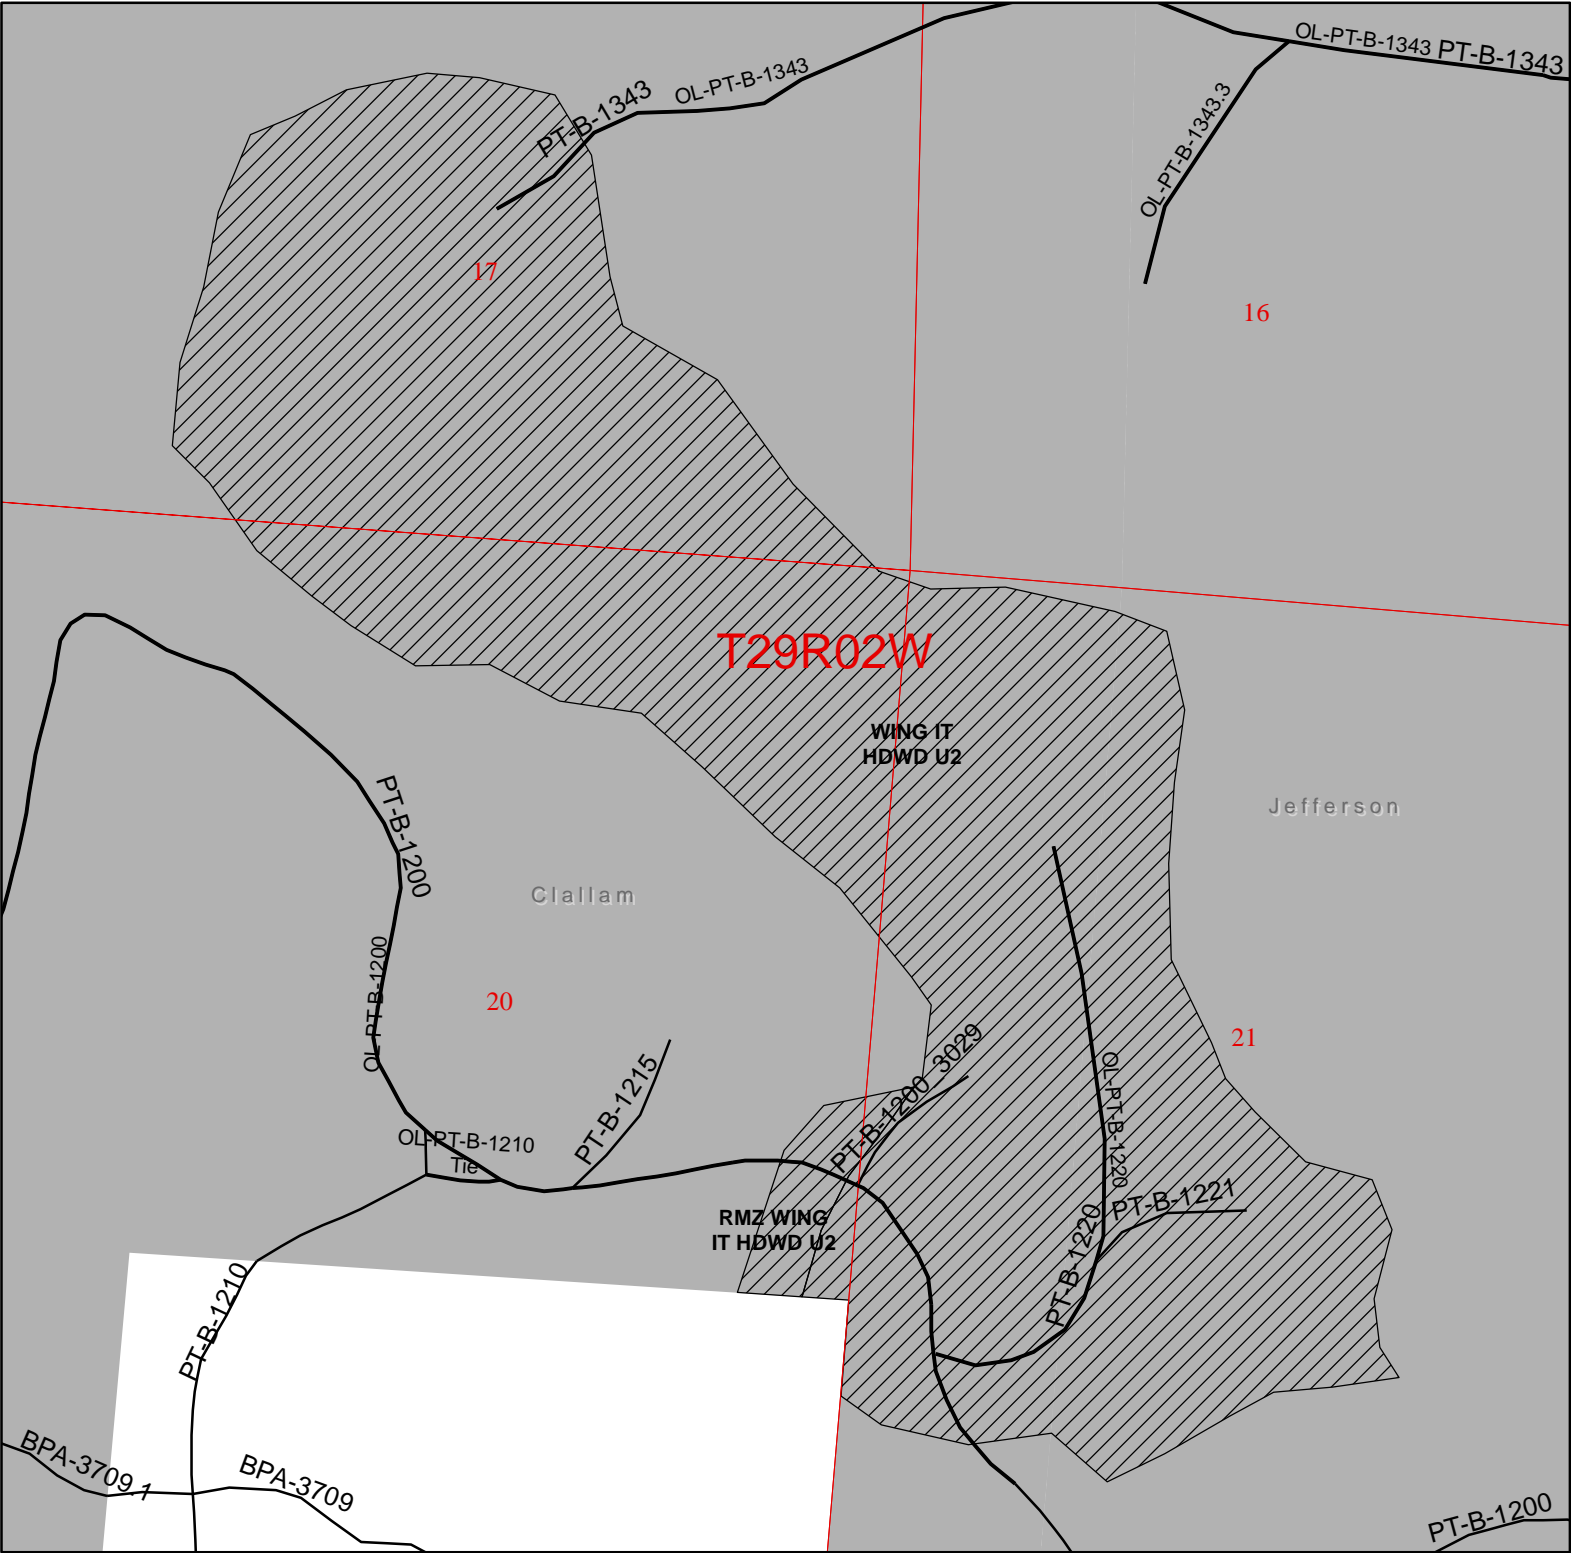 OL-PT-B-1343
PT-B-1343
PT-B-1343
OL-PT-B-1343
OL-PT-B-1343.3
17
16
T29R02W
WING IT
HDWD U2
Jefferson
PT-B-1200
Clallam
OL-PT-B-1200
20
21
PT-B-1200 3029
PT-B-1215
OL-PT-B-1220
OL-PT-B-1210
Tie
PT-B-1221
RMZ WING
IT HDWD U2
PT-B-1220
PT-B-1210
BPA-3709.1
BPA-3709
PT-B-1200